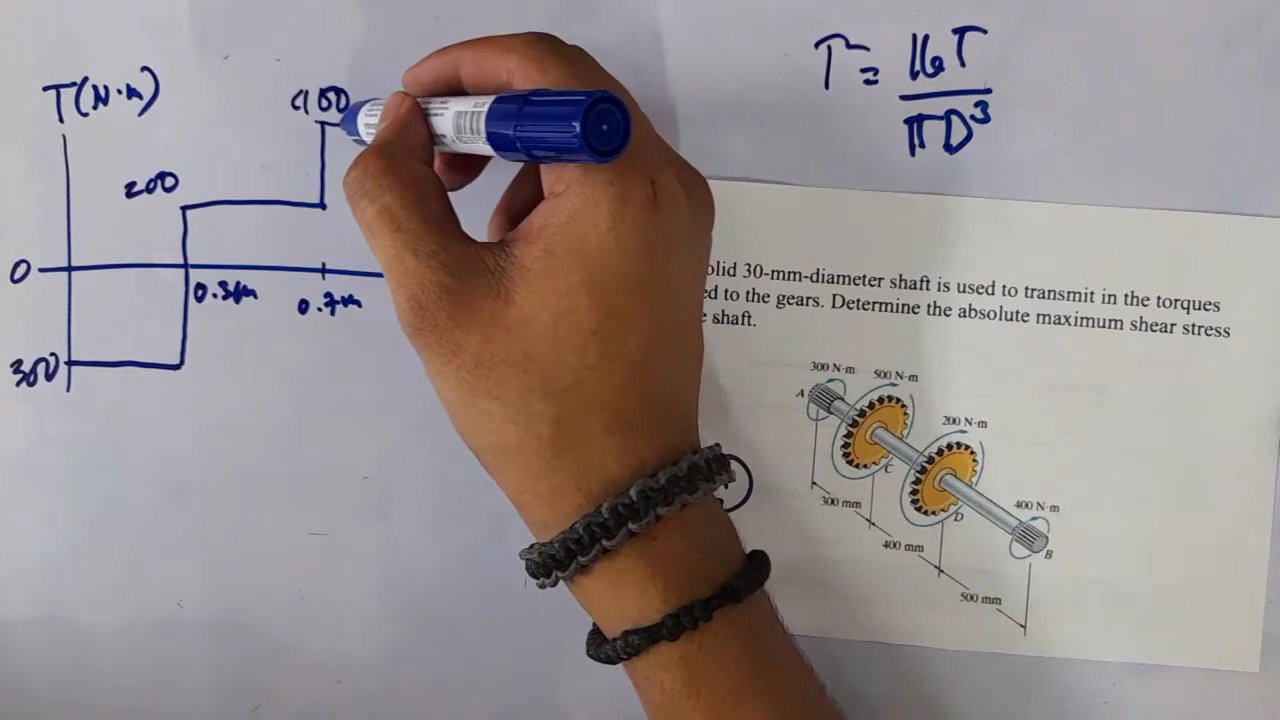 T(N·m)
400
200
0
0.3m
0.7m
300
τ = 16T
πD³
olid 30-mm-diameter shaft is used to transmit in the torques
ed to the gears. Determine the absolute maximum shear stress
e shaft.
300 N·m
500 N·m
A
200 N·m
C
300 mm
400 N·m
D
400 mm
B
500 mm